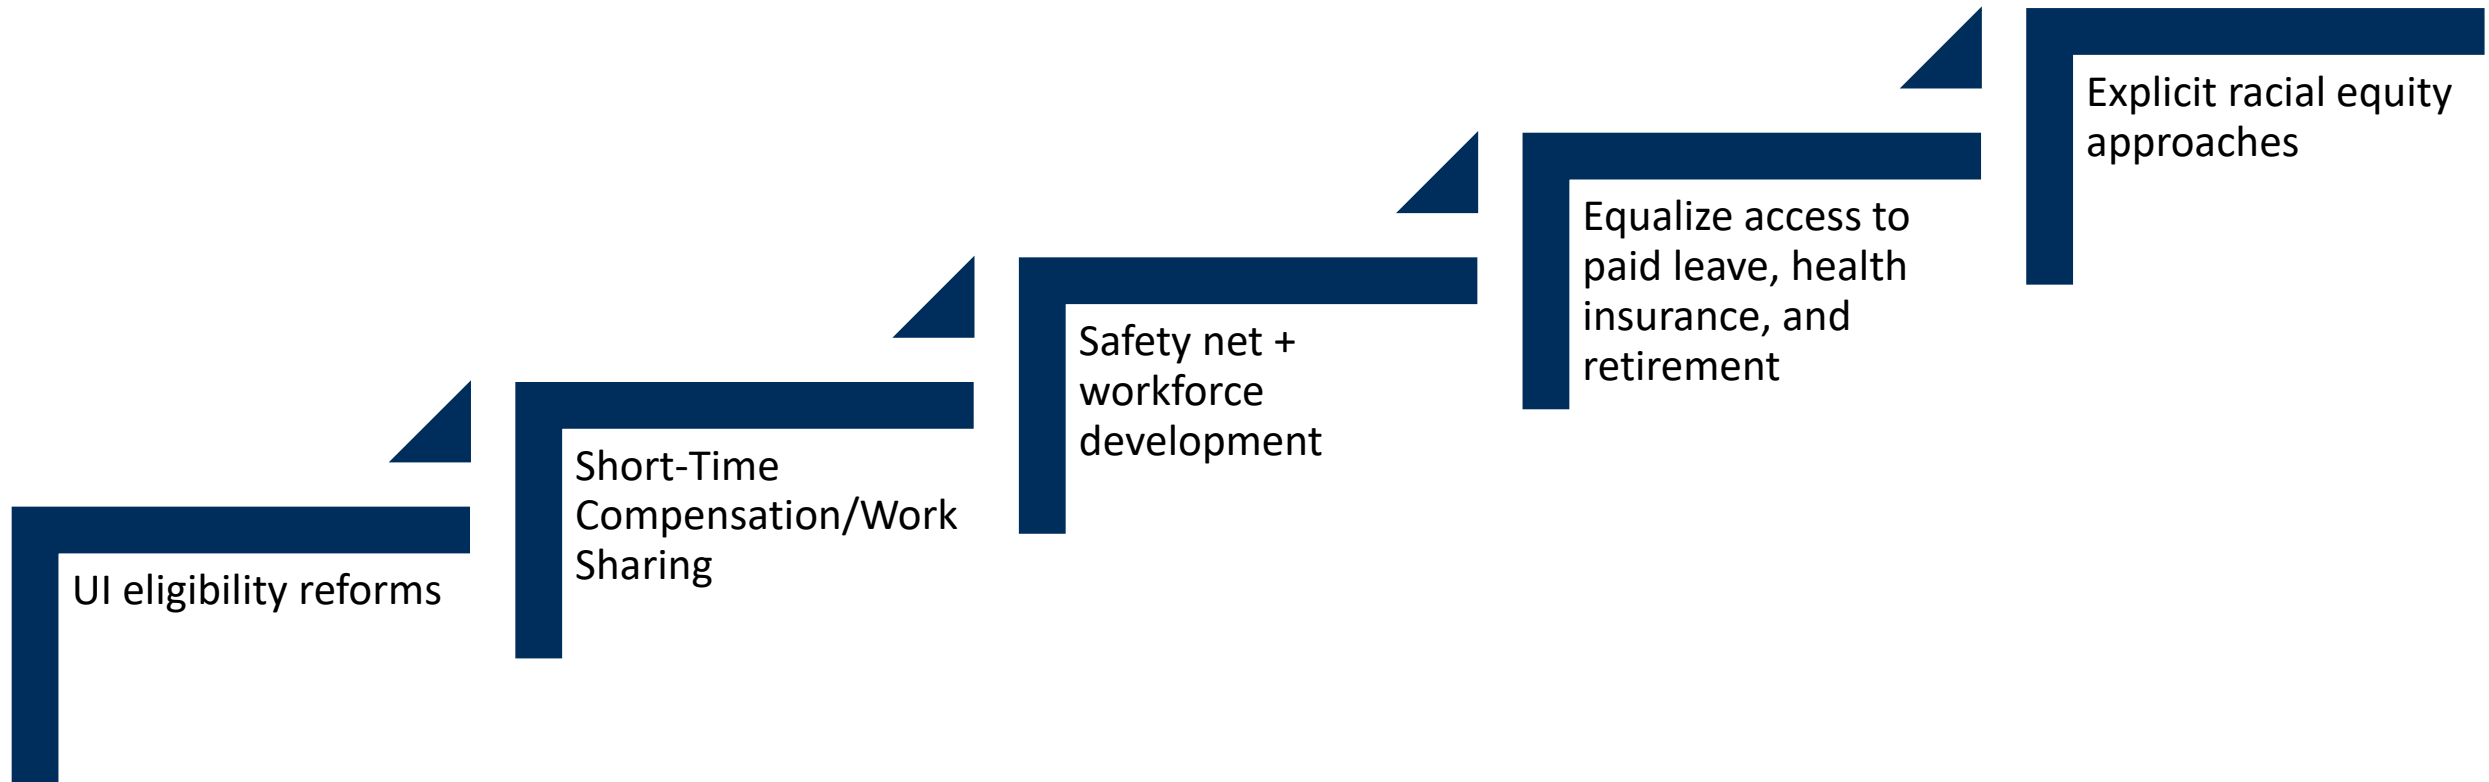 UI eligibility reforms
Short-Time
Compensation/Work
Sharing
Safety net +
workforce
development
Equalize access to
paid leave, health
insurance, and
retirement
Explicit racial equity
approaches